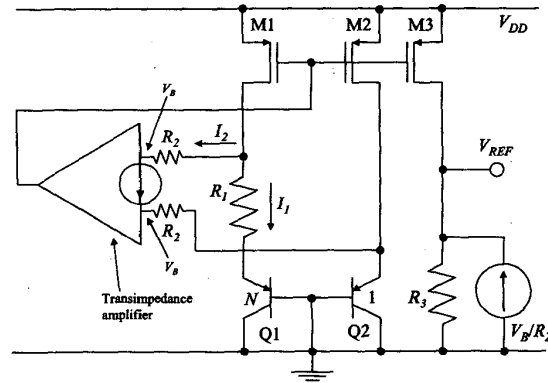 M1
M2
M3
V_DD
V_B
I_2
R_2
V_REF
R_1
I_1
R_2
V_B
Transimpedance
amplifier
N
1
Q1
Q2
R_3
V_B/R_2